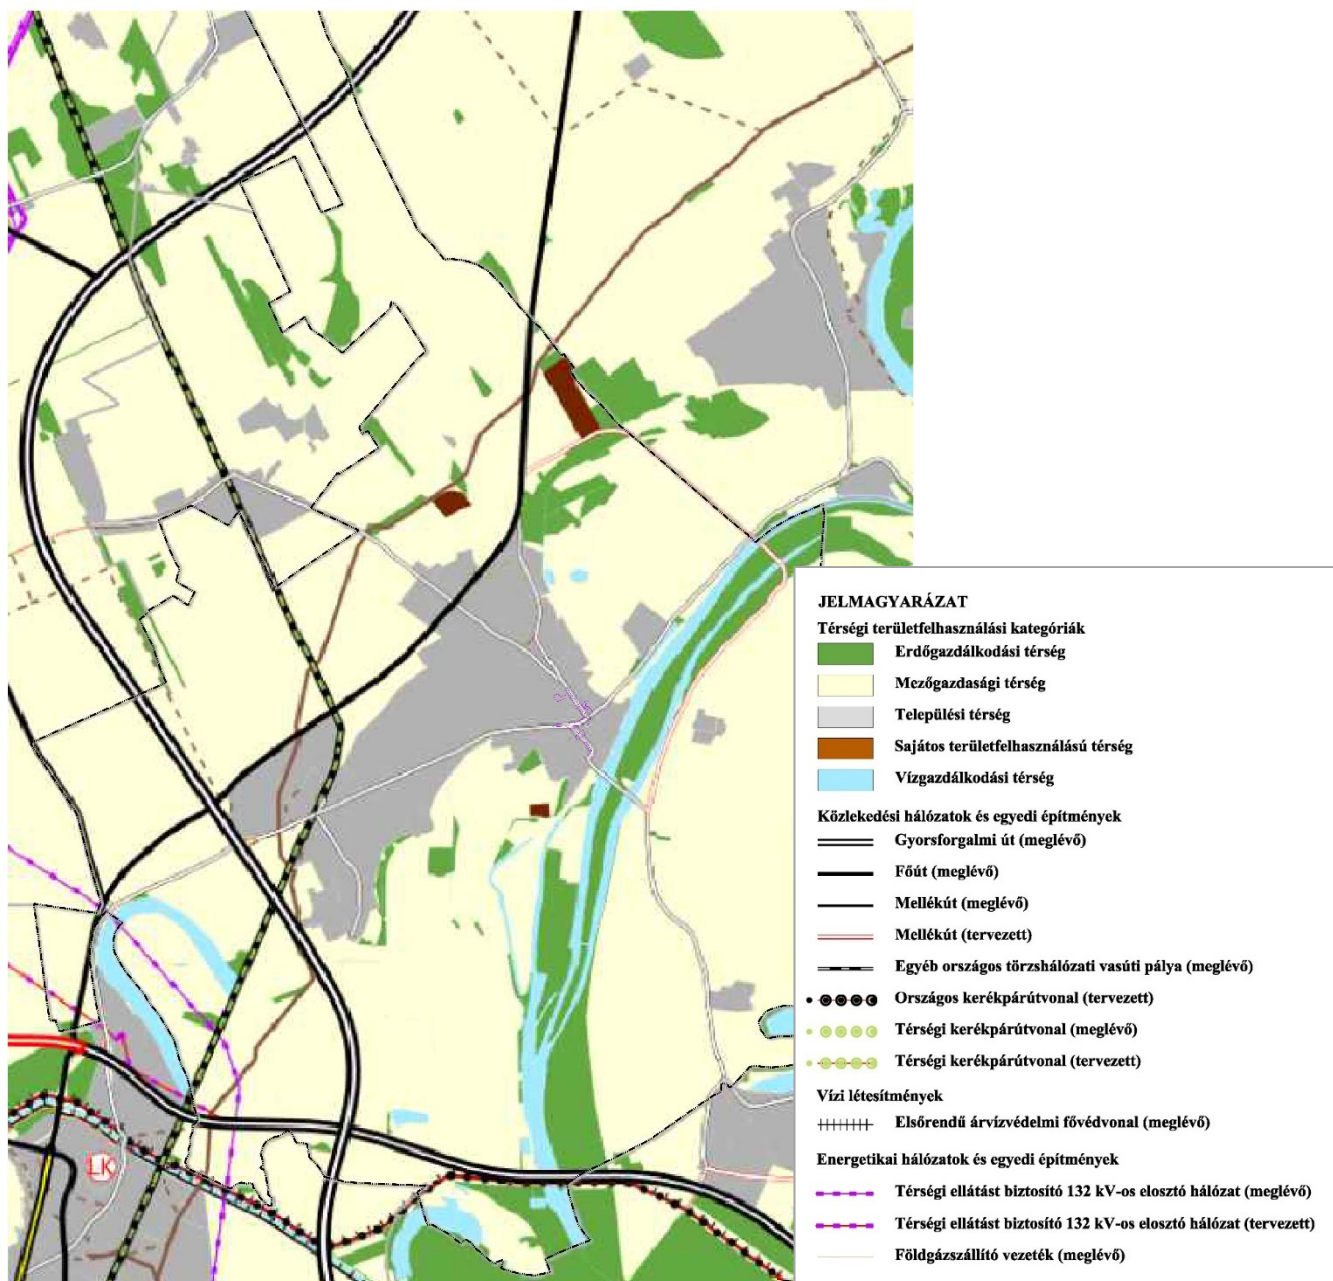 JELMAGYARÁZAT
Térségi területfelhasználási kategóriák
Erdőgazdálkodási térség
Mezőgazdasági térség
Települési térség
Sajátos területfelhasználású térség
Vízgazdálkodási térség
Közlekedési hálózatok és egyedi építmények
Gyorsforgalmi út (meglévő)
Főút (meglévő)
Mellékút (meglévő)
Mellékút (tervezett)
Egyéb országos törzshálózati vasúti pálya (meglévő)
Országos kerékpárútvonal (tervezett)
Térségi kerékpárútvonal (meglévő)
Térségi kerékpárútvonal (tervezett)
Vízi létesítmények
Elsőrendű árvízvédelmi fővédvonal (meglévő)
Energetikai hálózatok és egyedi építmények
Térségi ellátást biztosító 132 kV-os elosztó hálózat (meglévő)
Térségi ellátást biztosító 132 kV-os elosztó hálózat (tervezett)
Földgázszállító vezeték (meglévő)
LK